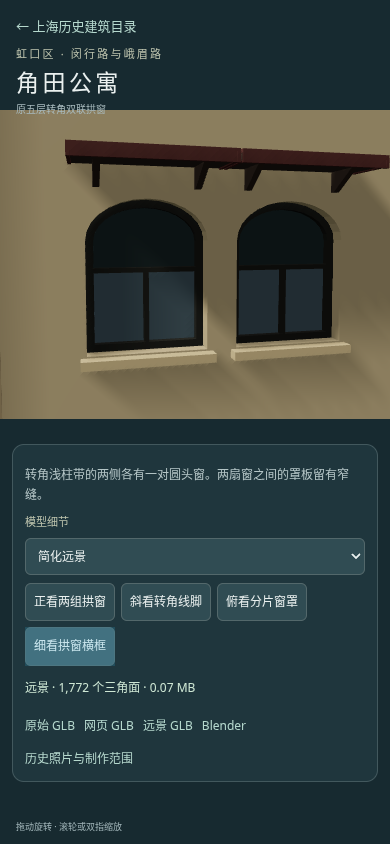 ← 上海历史建筑目录
虹口区 · 闵行路与峨眉路
角田公寓
原五层转角双联拱窗
转角浅柱带的两侧各有一对圆头窗。两扇窗之间的罩板留有窄
缝。
模型细节
简化远景
正看两组拱窗 斜看转角线脚 俯看分片窗罩
细看拱窗横框
远景 · 1,772 个三角面 · 0.07 MB
原始 GLB 网页 GLB 远景 GLB Blender
历史照片与制作范围
拖动旋转 · 滚轮或双指缩放